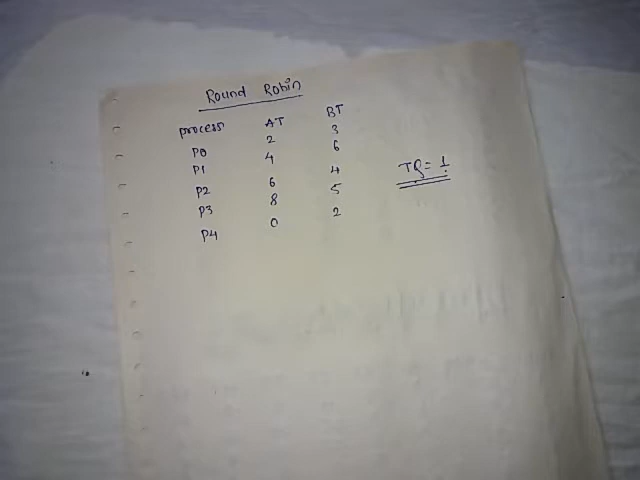 Round Robin
process AT BT
P0 2 3
P1 4 6
P2 6 4
P3 8 5
P4 0 2
TQ = 1